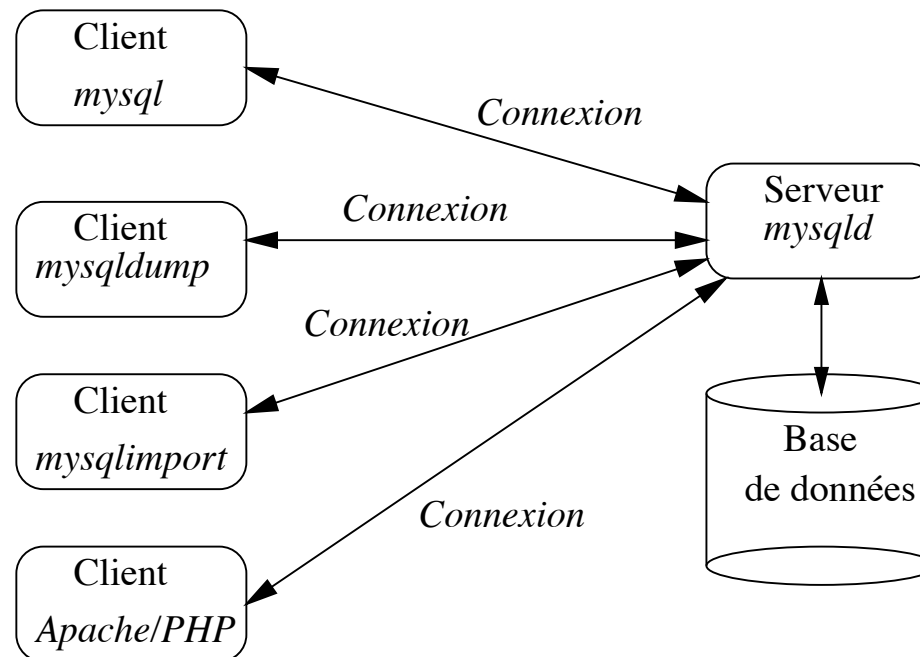 Client
mysql
Connexion
Serveur
mysqld
Client
mysqldump
Connexion
Client
mysqlimport
Connexion
Base
de données
Client
Apache/PHP
Connexion